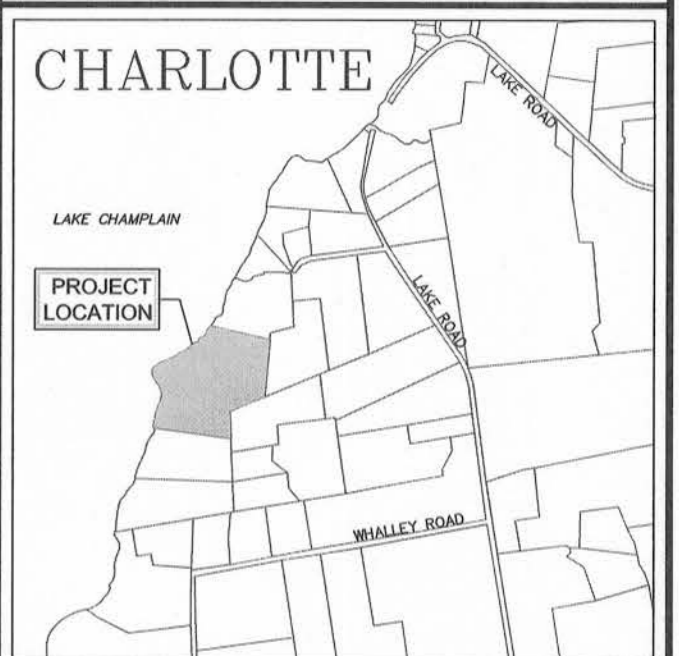 CHARLOTTE
LAKE ROAD
LAKE CHAMPLAIN
PROJECT
LOCATION
LAKE ROAD
WHALLEY ROAD